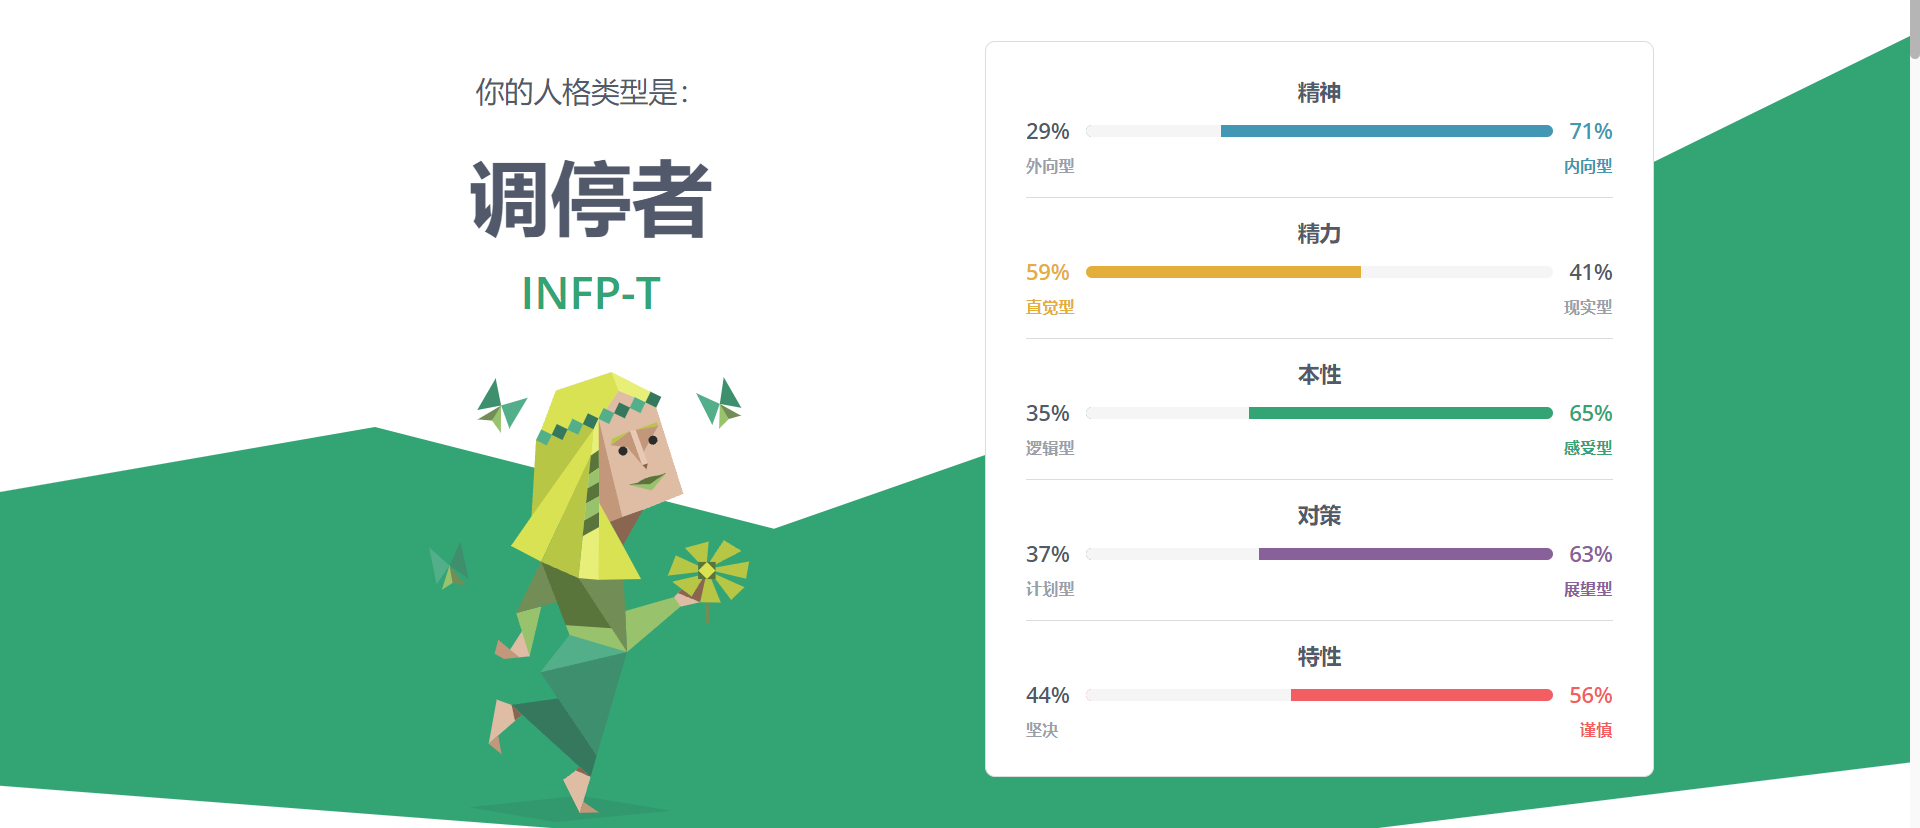 你的人格类型是：
调停者
INFP-T
精神
29% 71%
外向型 内向型
精力
59% 41%
直觉型 现实型
本性
35% 65%
逻辑型 感受型
对策
37% 63%
计划型 展望型
特性
44% 56%
坚决 谨慎